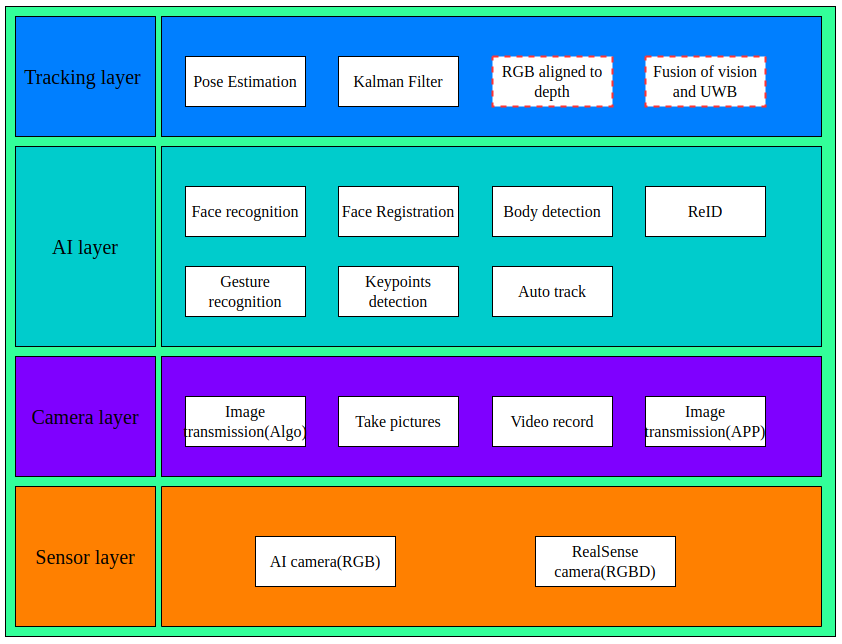 Tracking layer
Pose Estimation
Kalman Filter
RGB aligned to
depth
Fusion of vision
and UWB
AI layer
Face recognition
Face Registration
Body detection
ReID
Gesture
recognition
Keypoints
detection
Auto track
Camera layer
Image
transmission(Algo)
Take pictures
Video record
Image
transmission(APP)
Sensor layer
AI camera(RGB)
RealSense
camera(RGBD)